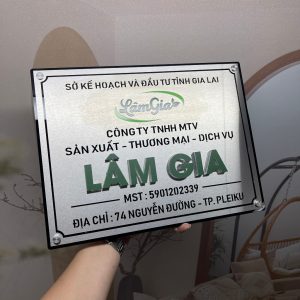 SỞ KẾ HOẠCH VÀ ĐẦU TƯ TỈNH GIA LAI
LâmGia
CÔNG TY TNHH MTV
SẢN XUẤT - THƯƠNG MẠI - DỊCH VỤ
LÂM GIA
MST : 5901202339
ĐỊA CHỈ : 74 NGUYỄN ĐƯỜNG - TP. PLEIKU